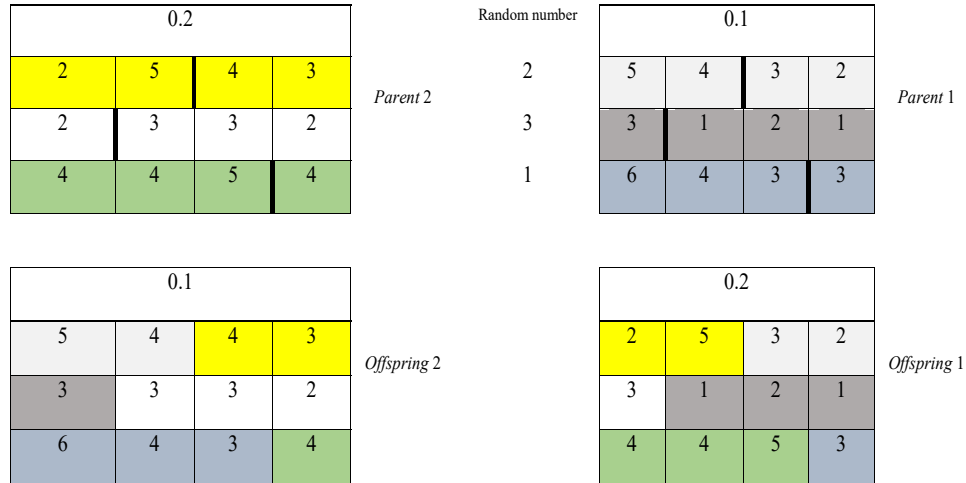 0.2 Random number 0.1
2 5 4 3 2 5 4 3 2
Parent 2 Parent 1
2 3 3 2 3 3 1 2 1
4 4 5 4 1 6 4 3 3
0.1 0.2
5 4 4 3 2 5 3 2
Offspring 2 Offspring 1
3 3 3 2 3 1 2 1
6 4 3 4 4 4 5 3